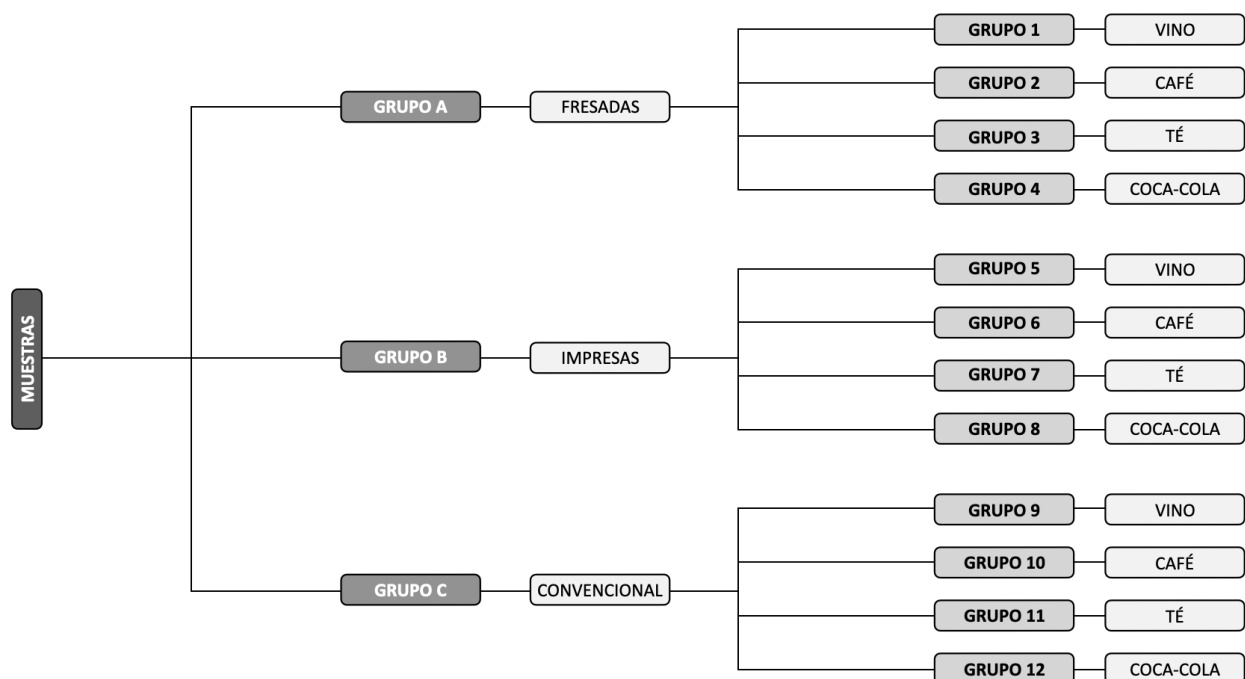 MUESTRAS
GRUPO A
FRESADAS
GRUPO 1
VINO
GRUPO 2
CAFÉ
GRUPO 3
TÉ
GRUPO 4
COCA-COLA
GRUPO B
IMPRESAS
GRUPO 5
VINO
GRUPO 6
CAFÉ
GRUPO 7
TÉ
GRUPO 8
COCA-COLA
GRUPO C
CONVENCIONAL
GRUPO 9
VINO
GRUPO 10
CAFÉ
GRUPO 11
TÉ
GRUPO 12
COCA-COLA